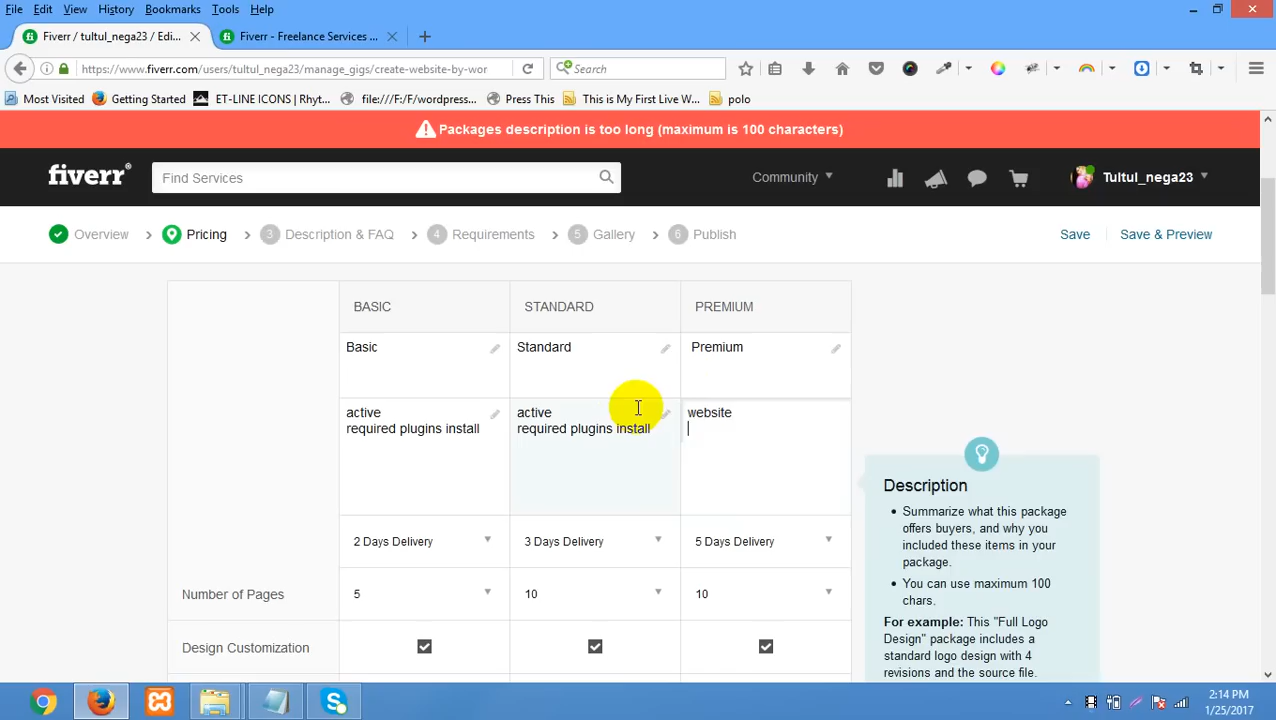 File Edit View History Bookmarks Tools Help
Fiverr / tultul_nega23 / Edi...
Fiverr - Freelance Services ...
https://www.fiverr.com/users/tultul_nega23/manage_gigs/create-website-by-wor
Search
Most Visited
Getting Started
ET-LINE ICONS | Rhyt...
file:///F:/F/wordpress...
Press This
This is My First Live W...
polo
Packages description is too long (maximum is 100 characters)
fiverr®
Find Services
Community
Tultul_nega23
Overview
Pricing
3 Description & FAQ
4 Requirements
5 Gallery
6 Publish
Save
Save & Preview
BASIC STANDARD PREMIUM
Basic Standard Premium
active
required plugins install
active
required plugins install
website
2 Days Delivery 3 Days Delivery 5 Days Delivery
Number of Pages 5 10 10
Design Customization
Description
Summarize what this package
offers buyers, and why you
included these items in your
package.
You can use maximum 100
chars.
For example: This "Full Logo
Design" package includes a
standard logo design with 4
revisions and the source file.
2:14 PM
1/25/2017